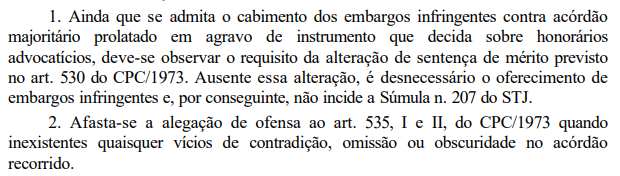 1. Ainda que se admita o cabimento dos embargos infringentes contra acórdão
majoritário prolatado em agravo de instrumento que decida sobre honorários
advocatícios, deve-se observar o requisito da alteração de sentença de mérito previsto
no art. 530 do CPC/1973. Ausente essa alteração, é desnecessário o oferecimento de
embargos infringentes e, por conseguinte, não incide a Súmula n. 207 do STJ.
2. Afasta-se a alegação de ofensa ao art. 535, I e II, do CPC/1973 quando
inexistentes quaisquer vícios de contradição, omissão ou obscuridade no acórdão
recorrido.